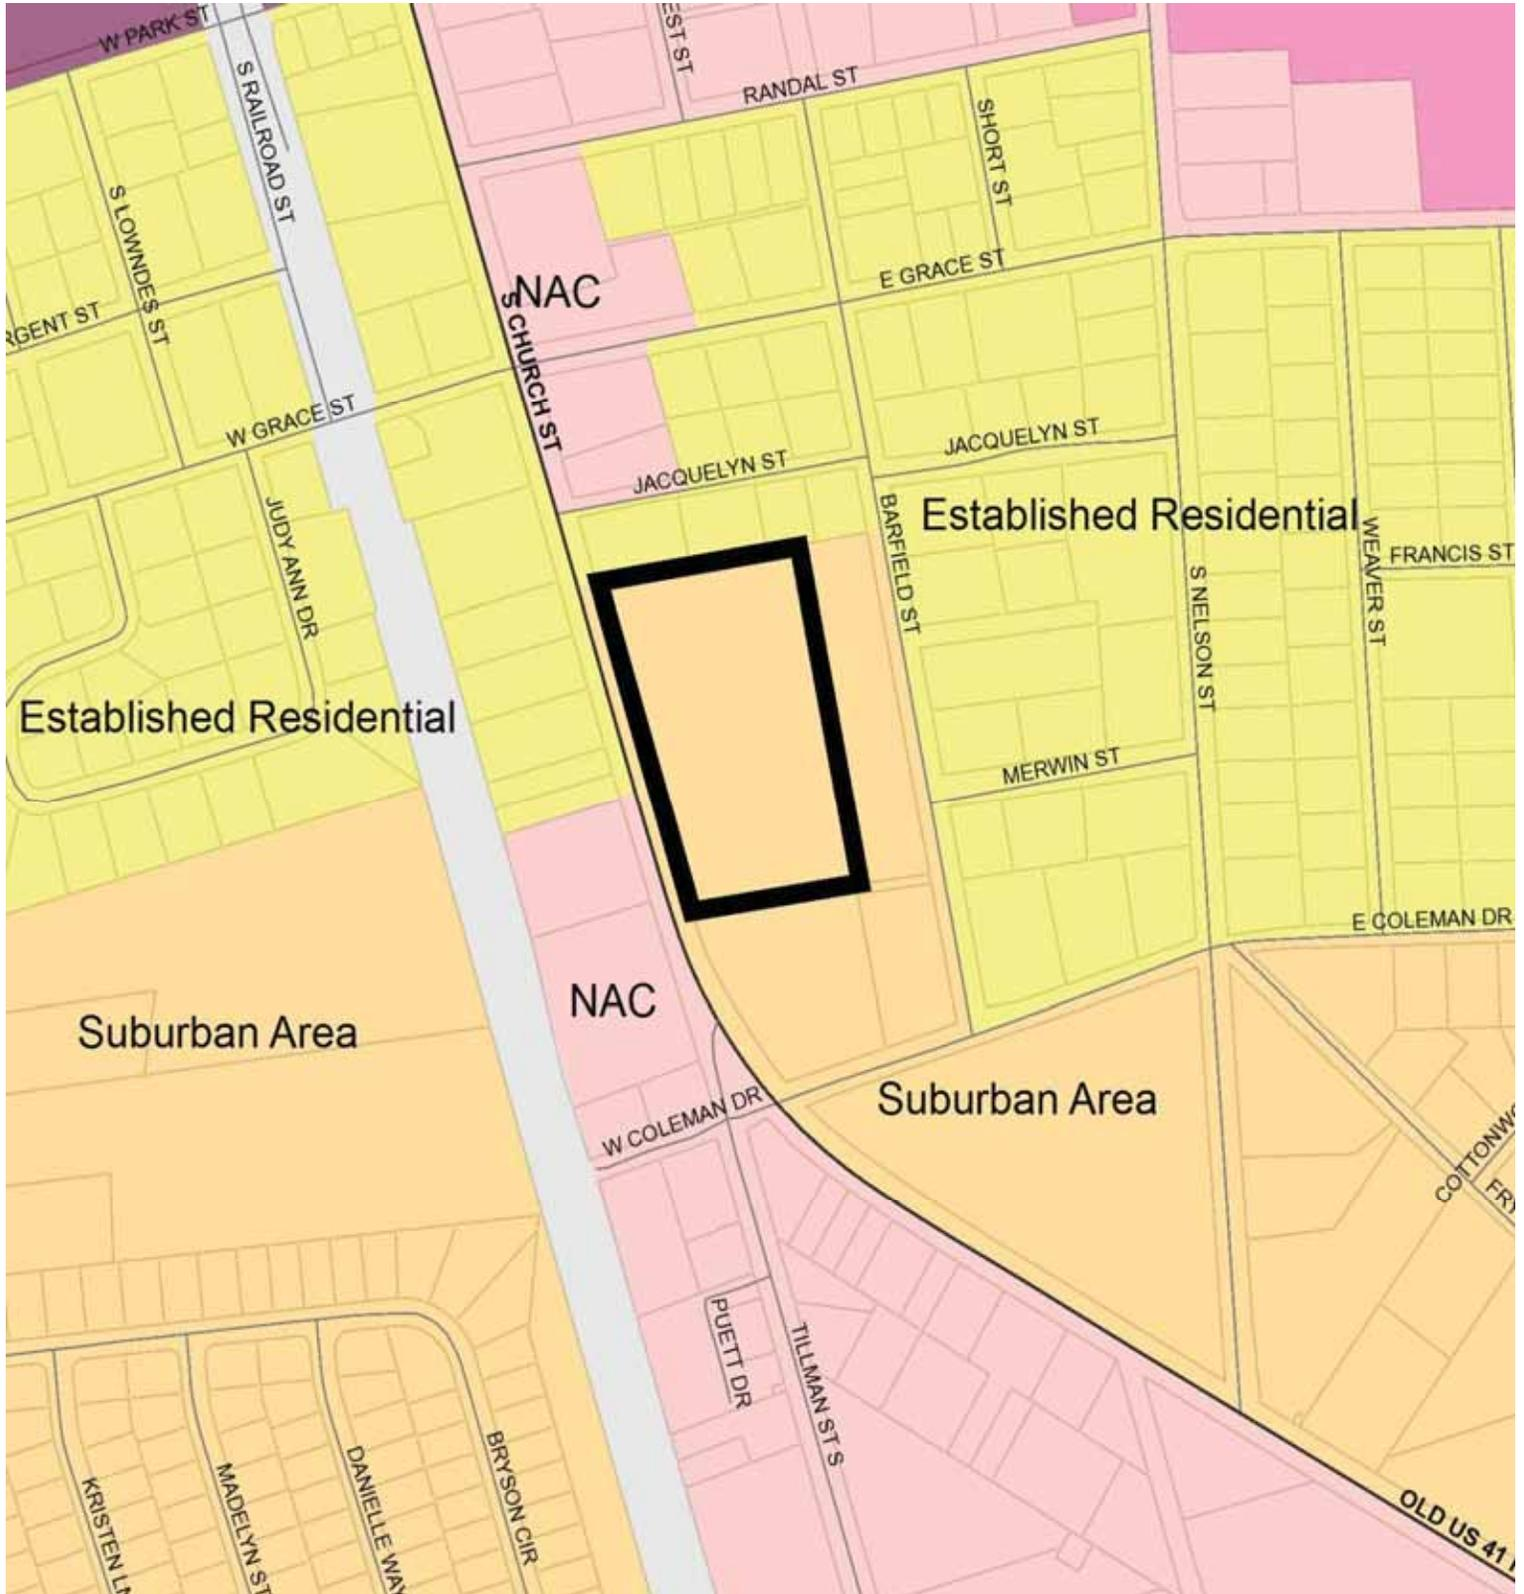 W PARK ST
S RAILROAD ST
EST ST
RANDAL ST
SHORT ST
S LOWNDES ST
RGENT ST
NAC
S CHURCH ST
E GRACE ST
W GRACE ST
JACQUELYN ST
JACQUELYN ST
JUDY ANN DR
BARFIELD ST
Established Residential
WEAVER ST
FRANCIS ST
S NELSON ST
Established Residential
MERWIN ST
E COLEMAN DR
NAC
Suburban Area
Suburban Area
W COLEMAN DR
COTTONWO
FRY
PUETT DR
TILLMAN ST S
KRISTEN LN
MADELYN ST
DANIELLE WAY
BRYSON CIR
OLD US 41